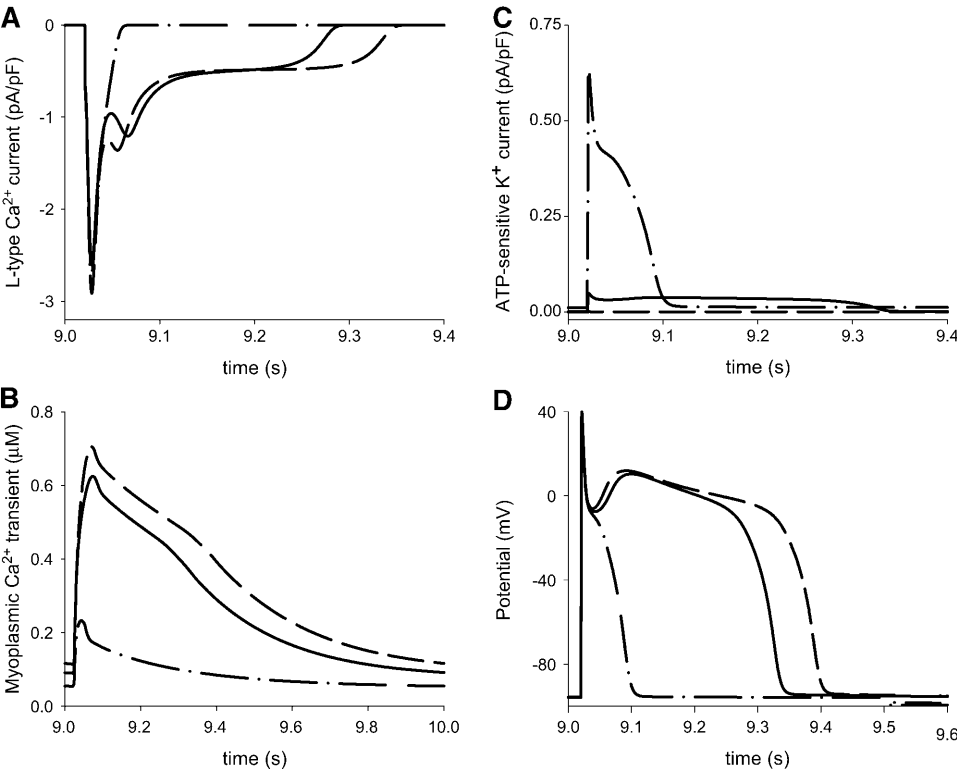 A
L-type Ca2+ current (pA/pF)
0
-1
-2
-3
9.0 9.1 9.2 9.3 9.4
time (s)
C
ATP-sensitive K+ current (pA/pF)
0.75
0.50
0.25
0.00
9.0 9.1 9.2 9.3 9.4
time (s)
B
Myoplasmic Ca2+ transient (μM)
0.8
0.6
0.4
0.2
0.0
9.0 9.2 9.4 9.6 9.8 10.0
time (s)
D
Potential (mV)
40
0
-40
-80
9.0 9.1 9.2 9.3 9.4 9.5 9.6
time (s)